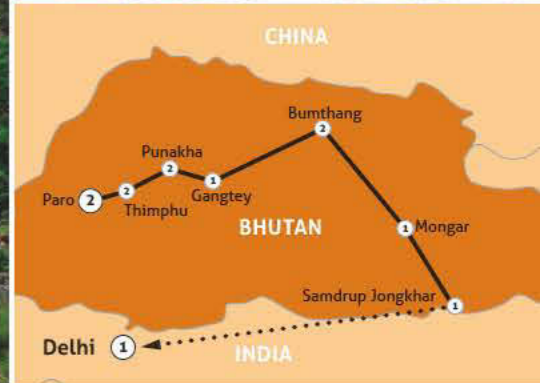 CHINA
Bumthang
2
Punakha
2
Paro 2
2
Thimphu
1
Gangtey
BHUTAN
1 Mongar
Samdrup Jongkhar 1
Delhi 1
INDIA